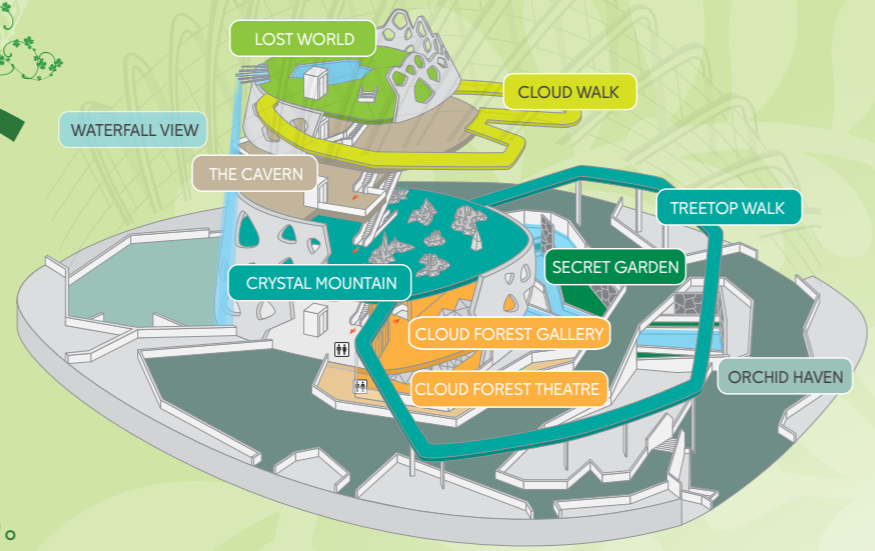 LOST WORLD
CLOUD WALK
WATERFALL VIEW
THE CAVERN
TREETOP WALK
SECRET GARDEN
CRYSTAL MOUNTAIN
CLOUD FOREST GALLERY
ORCHID HAVEN
CLOUD FOREST THEATRE